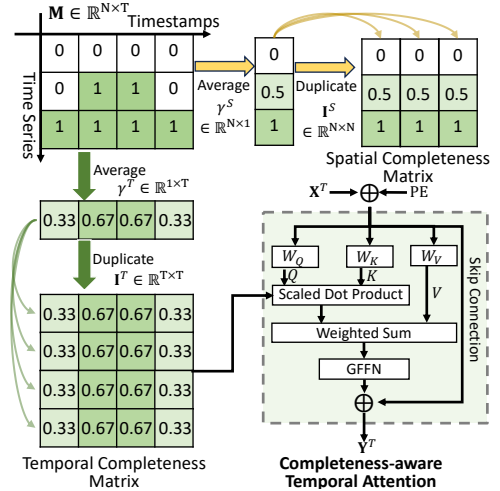 M ∈ ℝ^{N×T} Timestamps
Time Series
0 0 0 0
0 1 1 0
1 1 1 1
Average
γ^S
∈ ℝ^{N×1}
0
0.5
1
Duplicate
I^S
∈ ℝ^{N×N}
0 0 0
0.5 0.5 0.5
1 1 1
Spatial Completeness
Matrix
Average
γ^T ∈ ℝ^{1×T}
0.33 0.67 0.67 0.33
Duplicate
I^T ∈ ℝ^{T×T}
0.33 0.67 0.67 0.33
0.33 0.67 0.67 0.33
0.33 0.67 0.67 0.33
0.33 0.67 0.67 0.33
Temporal Completeness
Matrix
X^T ⊕ PE
W_Q W_K W_V
Q K V
Scaled Dot Product
Weighted Sum
GFFN
⊕
Skip Connection
Y^T
Completeness-aware
Temporal Attention